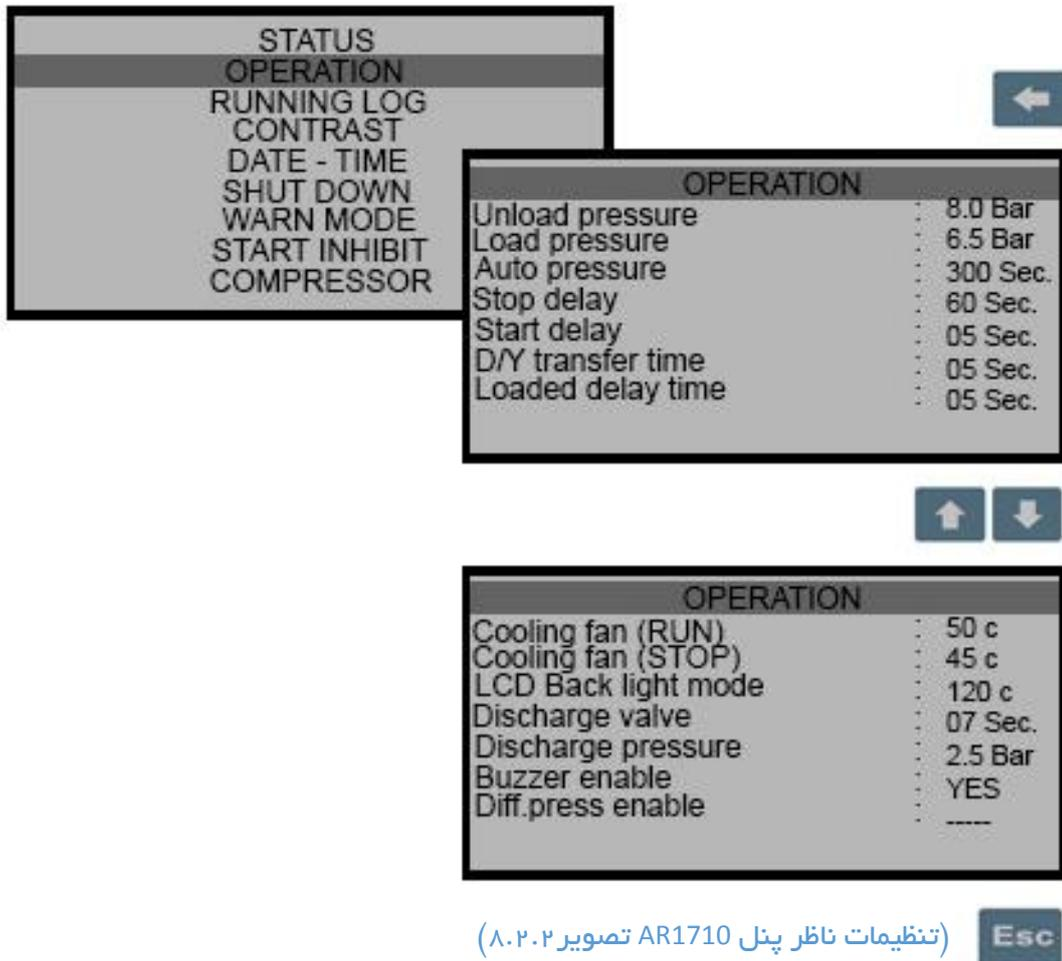 STATUS
OPERATION
RUNNING LOG
CONTRAST
DATE - TIME
SHUT DOWN
WARN MODE
START INHIBIT
COMPRESSOR
OPERATION
Unload pressure : 8.0 Bar
Load pressure : 6.5 Bar
Auto pressure : 300 Sec.
Stop delay : 60 Sec.
Start delay : 05 Sec.
D/Y transfer time : 05 Sec.
Loaded delay time : 05 Sec.
OPERATION
Cooling fan (RUN) : 50 c
Cooling fan (STOP) : 45 c
LCD Back light mode : 120 c
Discharge valve : 07 Sec.
Discharge pressure : 2.5 Bar
Buzzer enable : YES
Diff.press enable : -----
(تنظیمات ناظر پنل AR1710 تصویر ۸.۲.۲)
Esc